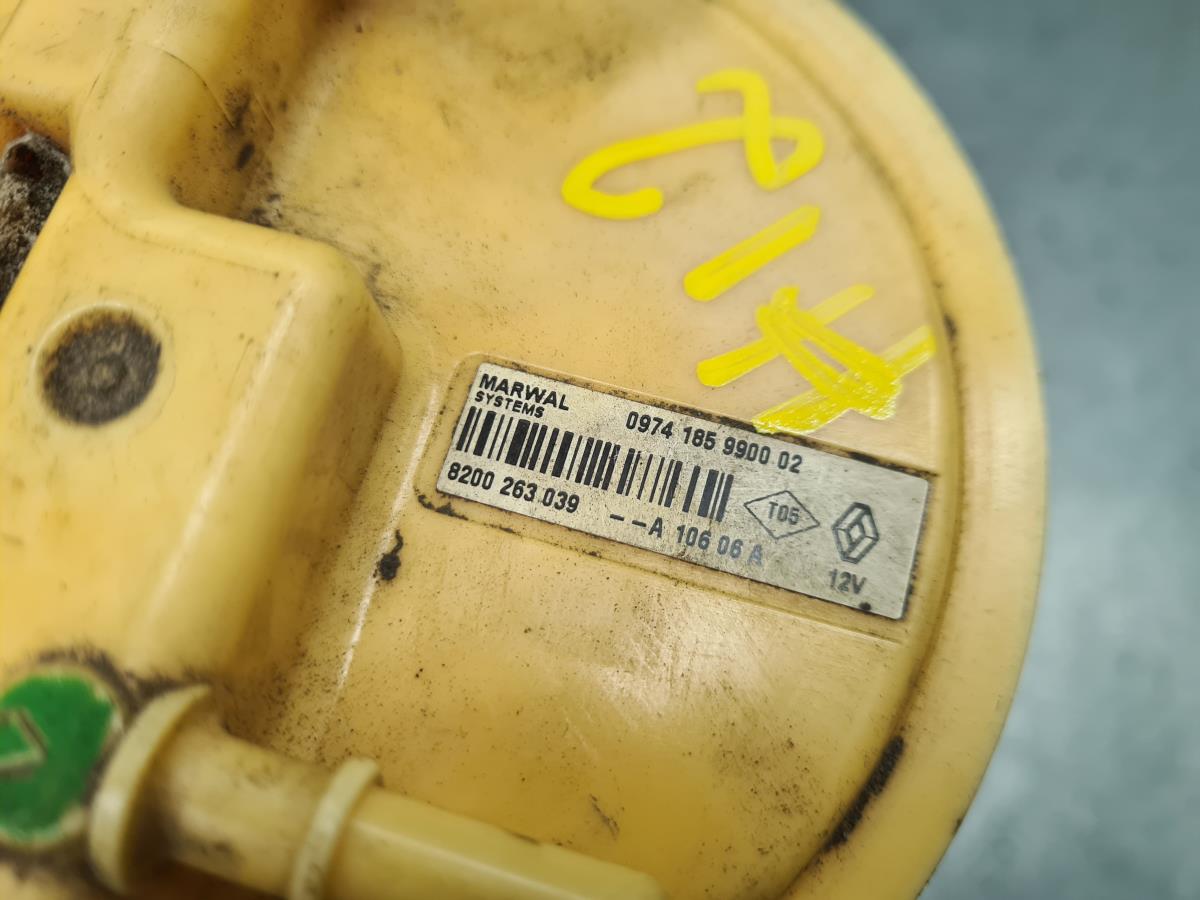 MARWAL
SYSTEMS
0974 185 9900 02
8200 263 039 --A 106 06 A
T05
12V